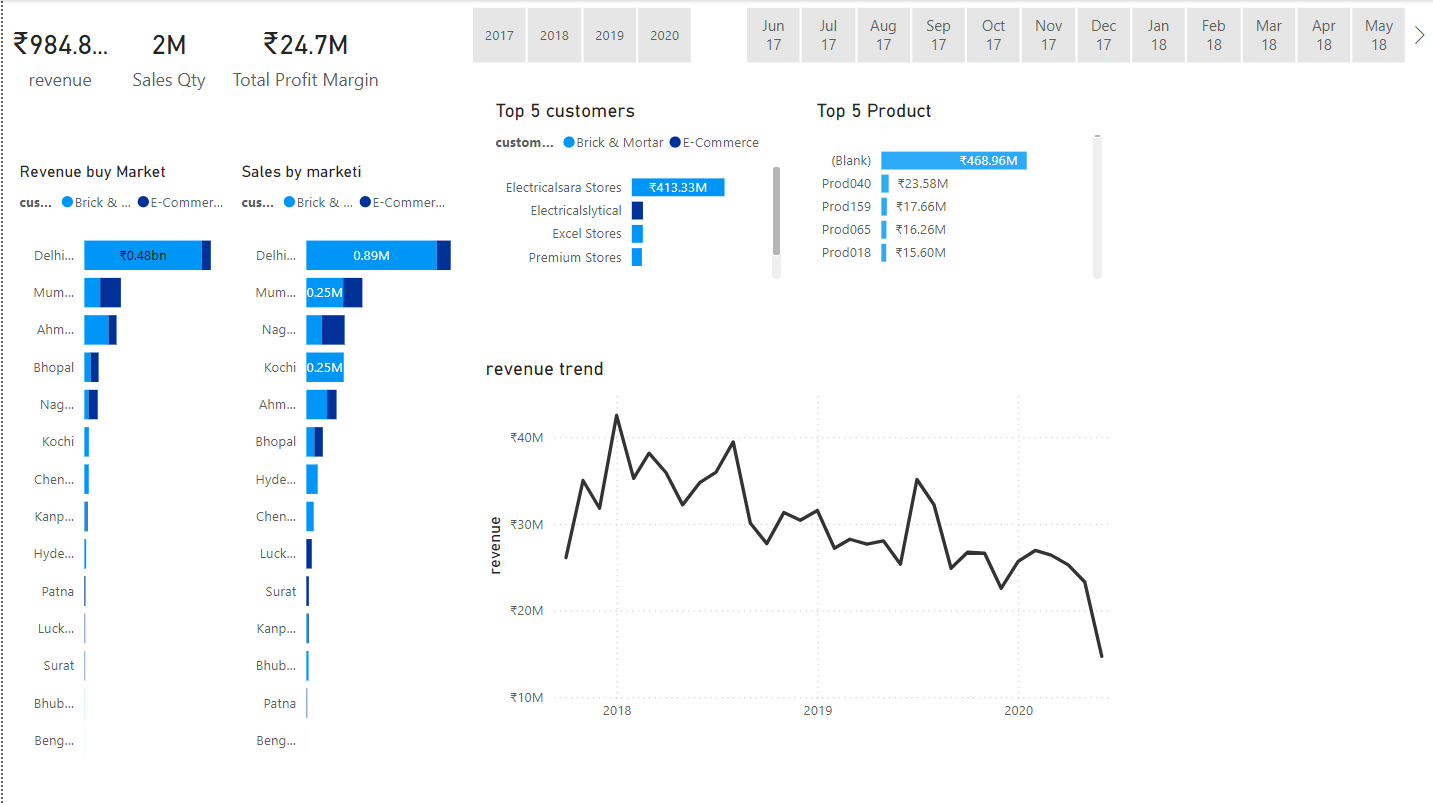 ₹984.8... 2M ₹24.7M
revenue Sales Qty Total Profit Margin
2017 2018 2019 2020
Jun 17 Jul 17 Aug 17 Sep 17 Oct 17 Nov 17 Dec 17 Jan 18 Feb 18 Mar 18 Apr 18 May 18
Revenue buy Market
cus... Brick & ... E-Commer...
Delhi... ₹0.48bn
Mum...
Ahm...
Bhopal
Nag...
Kochi
Chen...
Kanp...
Hyde...
Patna
Luck...
Surat
Bhub...
Beng...
Sales by marketi
cus... Brick & ... E-Commer...
Delhi... 0.89M
Mum... 0.25M
Nag...
Kochi 0.25M
Ahm...
Bhopal
Hyde...
Chen...
Luck...
Surat
Kanp...
Bhub...
Patna
Beng...
Top 5 customers
custom... Brick & Mortar E-Commerce
Electricalsara Stores ₹413.33M
Electricalslytical
Excel Stores
Premium Stores
Top 5 Product
(Blank) ₹468.96M
Prod040 ₹23.58M
Prod159 ₹17.66M
Prod065 ₹16.26M
Prod018 ₹15.60M
revenue trend
revenue
₹40M
₹30M
₹20M
₹10M
2018 2019 2020